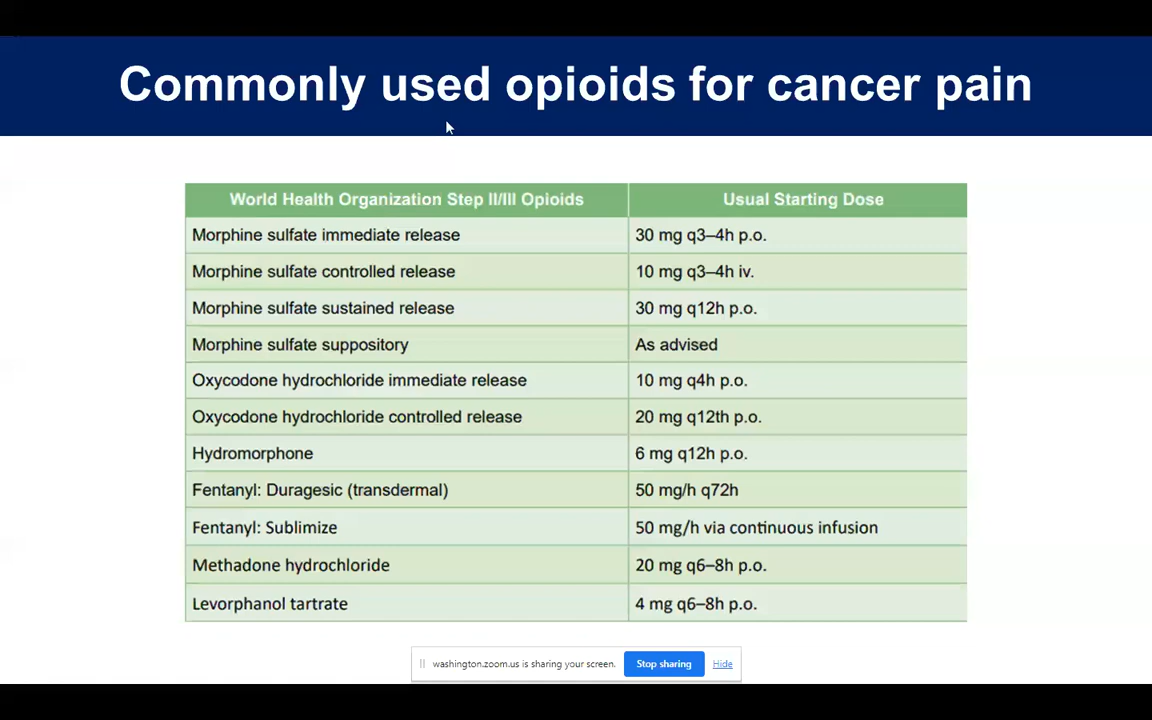 Commonly used opioids for cancer pain
World Health Organization Step II/III Opioids Usual Starting Dose
Morphine sulfate immediate release 30 mg q3–4h p.o.
Morphine sulfate controlled release 10 mg q3–4h iv.
Morphine sulfate sustained release 30 mg q12h p.o.
Morphine sulfate suppository As advised
Oxycodone hydrochloride immediate release 10 mg q4h p.o.
Oxycodone hydrochloride controlled release 20 mg q12th p.o.
Hydromorphone 6 mg q12h p.o.
Fentanyl: Duragesic (transdermal) 50 mg/h q72h
Fentanyl: Sublimize 50 mg/h via continuous infusion
Methadone hydrochloride 20 mg q6–8h p.o.
Levorphanol tartrate 4 mg q6–8h p.o.
washington.zoom.us is sharing your screen. Stop sharing Hide